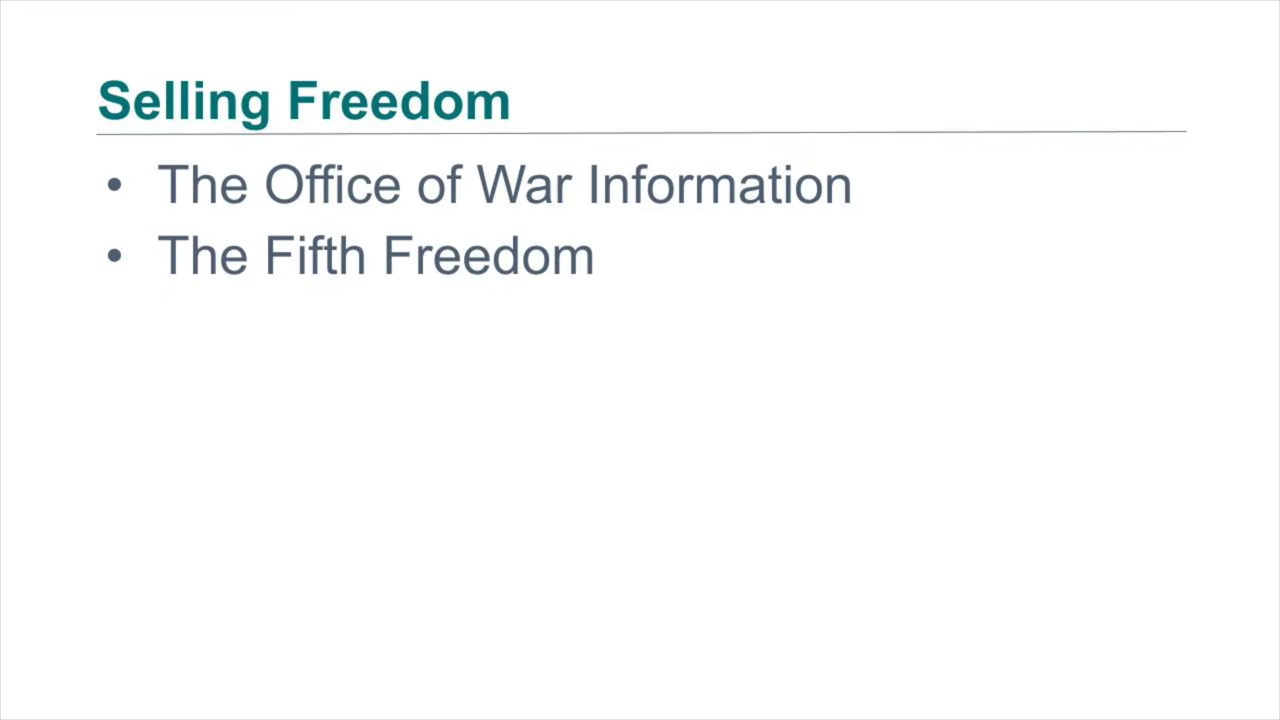 Selling Freedom
• The Office of War Information
• The Fifth Freedom